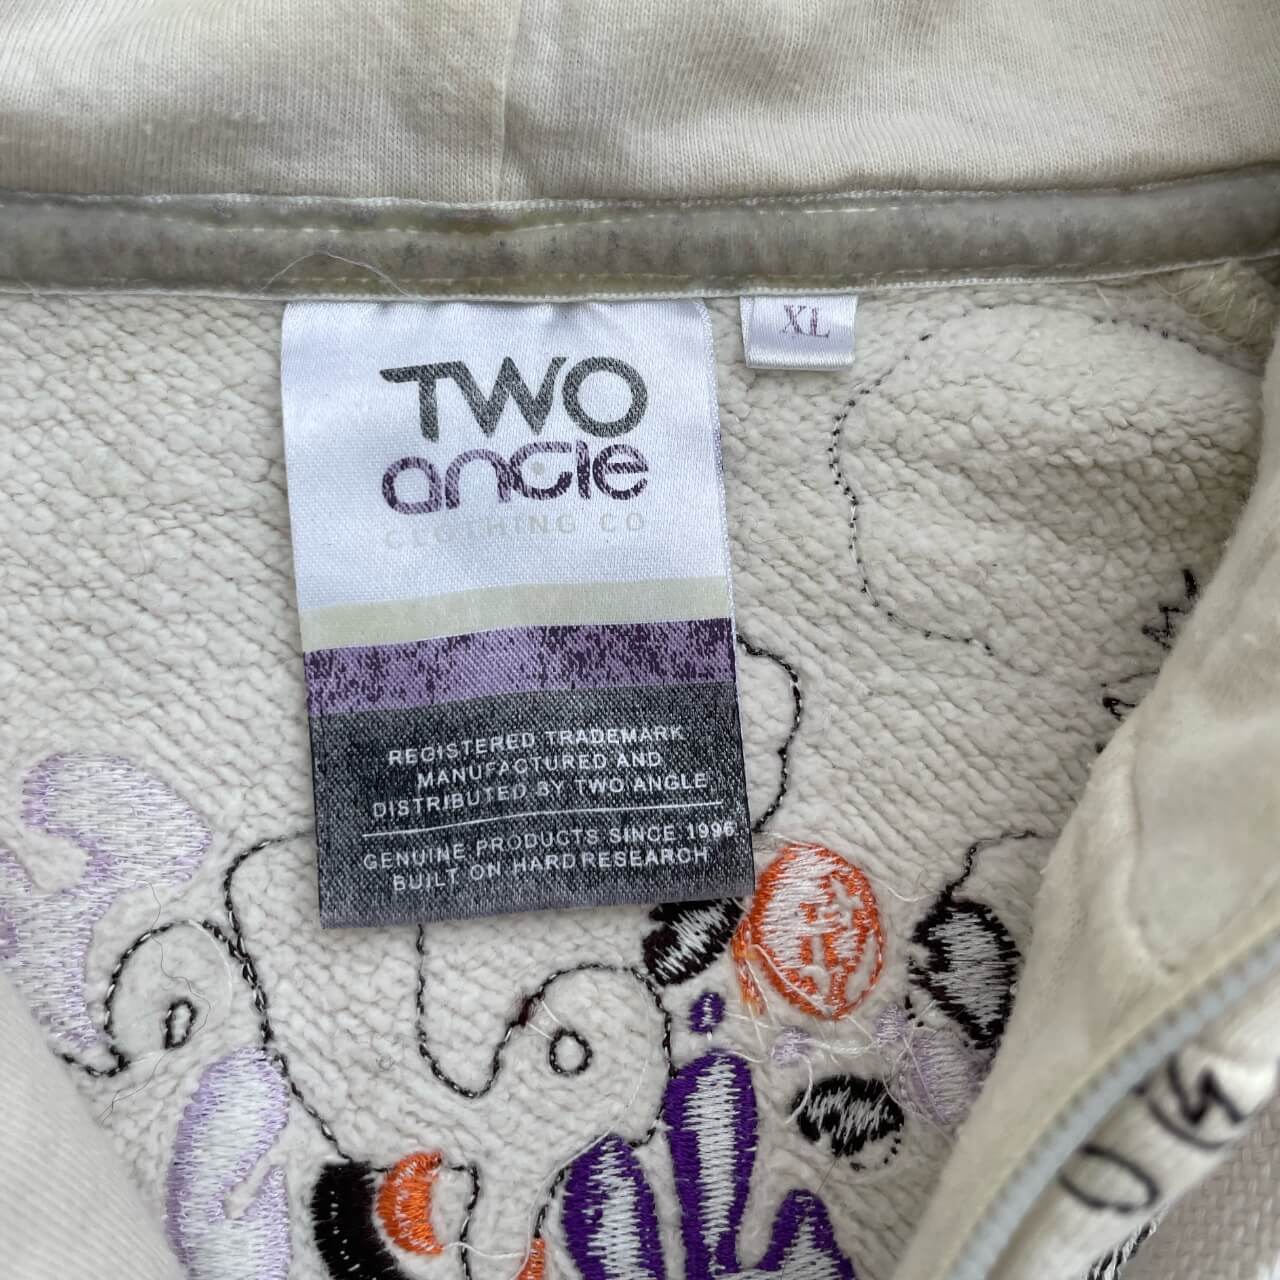 XL
TWO
angle
CLOTHING CO
REGISTERED TRADEMARK
MANUFACTURED AND
DISTRIBUTED BY TWO ANGLE
GENUINE PRODUCTS SINCE 1996
BUILT ON HARD RESEARCH